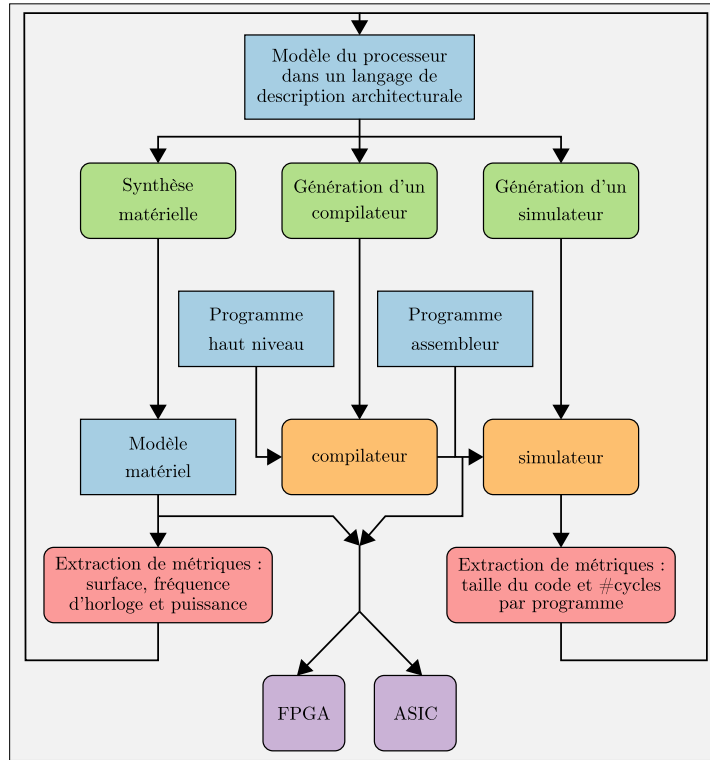 Modèle du processeur
dans un langage de
description architecturale
Synthèse
matérielle
Génération d'un
compilateur
Génération d'un
simulateur
Programme
haut niveau
Programme
assembleur
Modèle
matériel
compilateur
simulateur
Extraction de métriques :
surface, fréquence
d'horloge et puissance
Extraction de métriques :
taille du code et #cycles
par programme
FPGA
ASIC